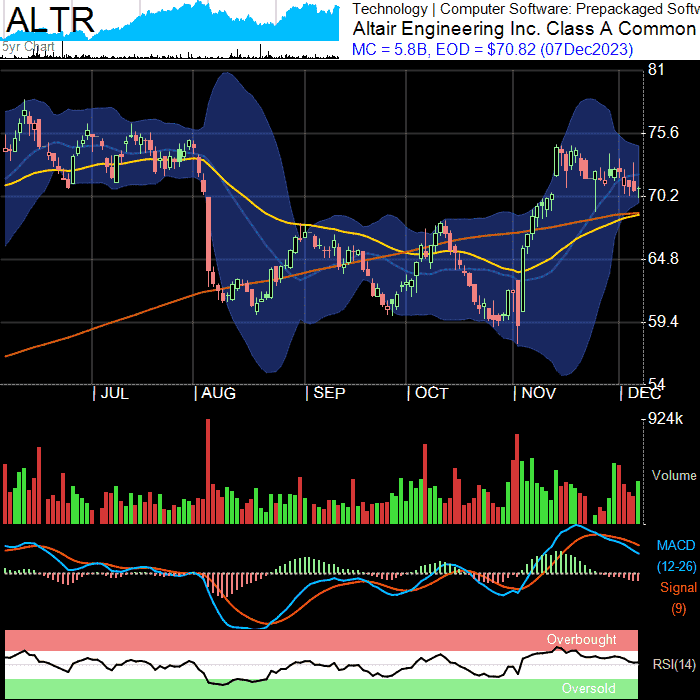 ALTR
5yr Chart
Technology | Computer Software: Prepackaged Softw
Altair Engineering Inc. Class A Common
MC = 5.8B, EOD = $70.82 (07Dec2023)
81
75.6
70.2
64.8
59.4
54
| JUL | AUG | SEP | OCT | NOV | DEC
924k
Volume
MACD
(12-26)
Signal
(9)
Overbought
RSI(14)
Oversold